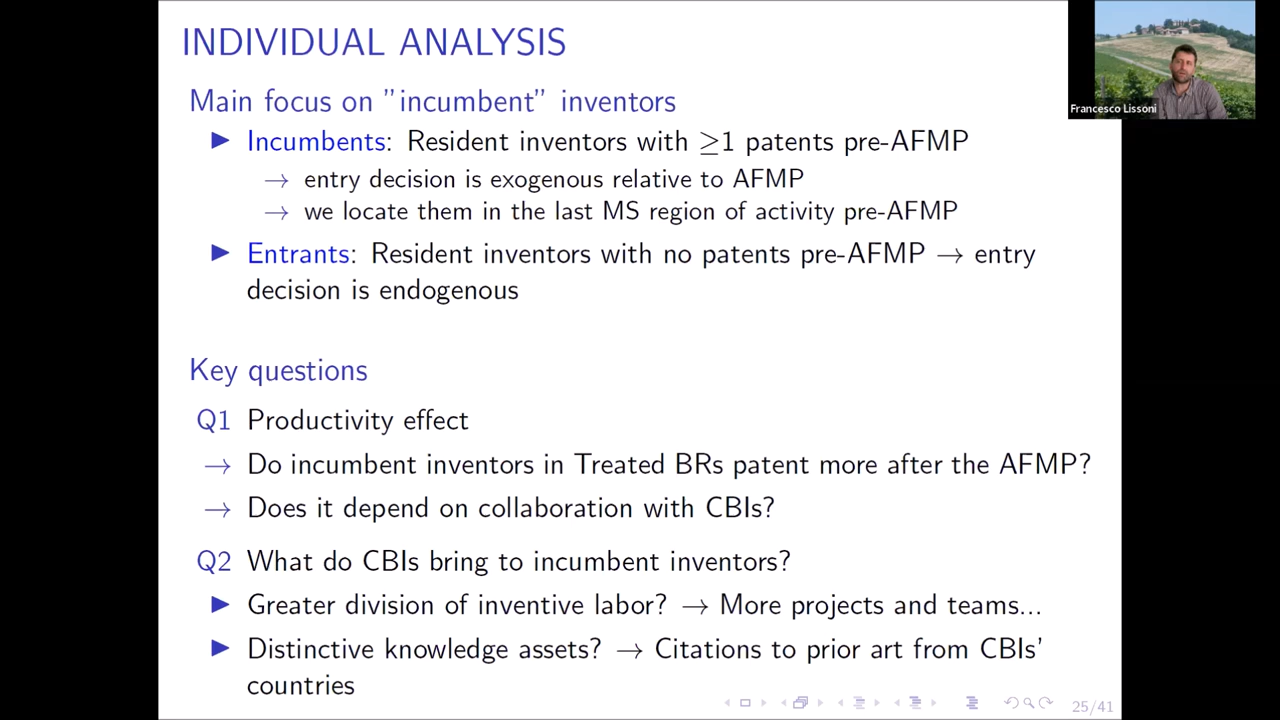 INDIVIDUAL ANALYSIS
Francesco Lissoni
Main focus on ”incumbent” inventors
Incumbents: Resident inventors with ≥1 patents pre-AFMP
→ entry decision is exogenous relative to AFMP
→ we locate them in the last MS region of activity pre-AFMP
Entrants: Resident inventors with no patents pre-AFMP → entry
decision is endogenous
Key questions
Q1 Productivity effect
→ Do incumbent inventors in Treated BRs patent more after the AFMP?
→ Does it depend on collaboration with CBIs?
Q2 What do CBIs bring to incumbent inventors?
Greater division of inventive labor? → More projects and teams...
Distinctive knowledge assets? → Citations to prior art from CBIs’
countries
25/41